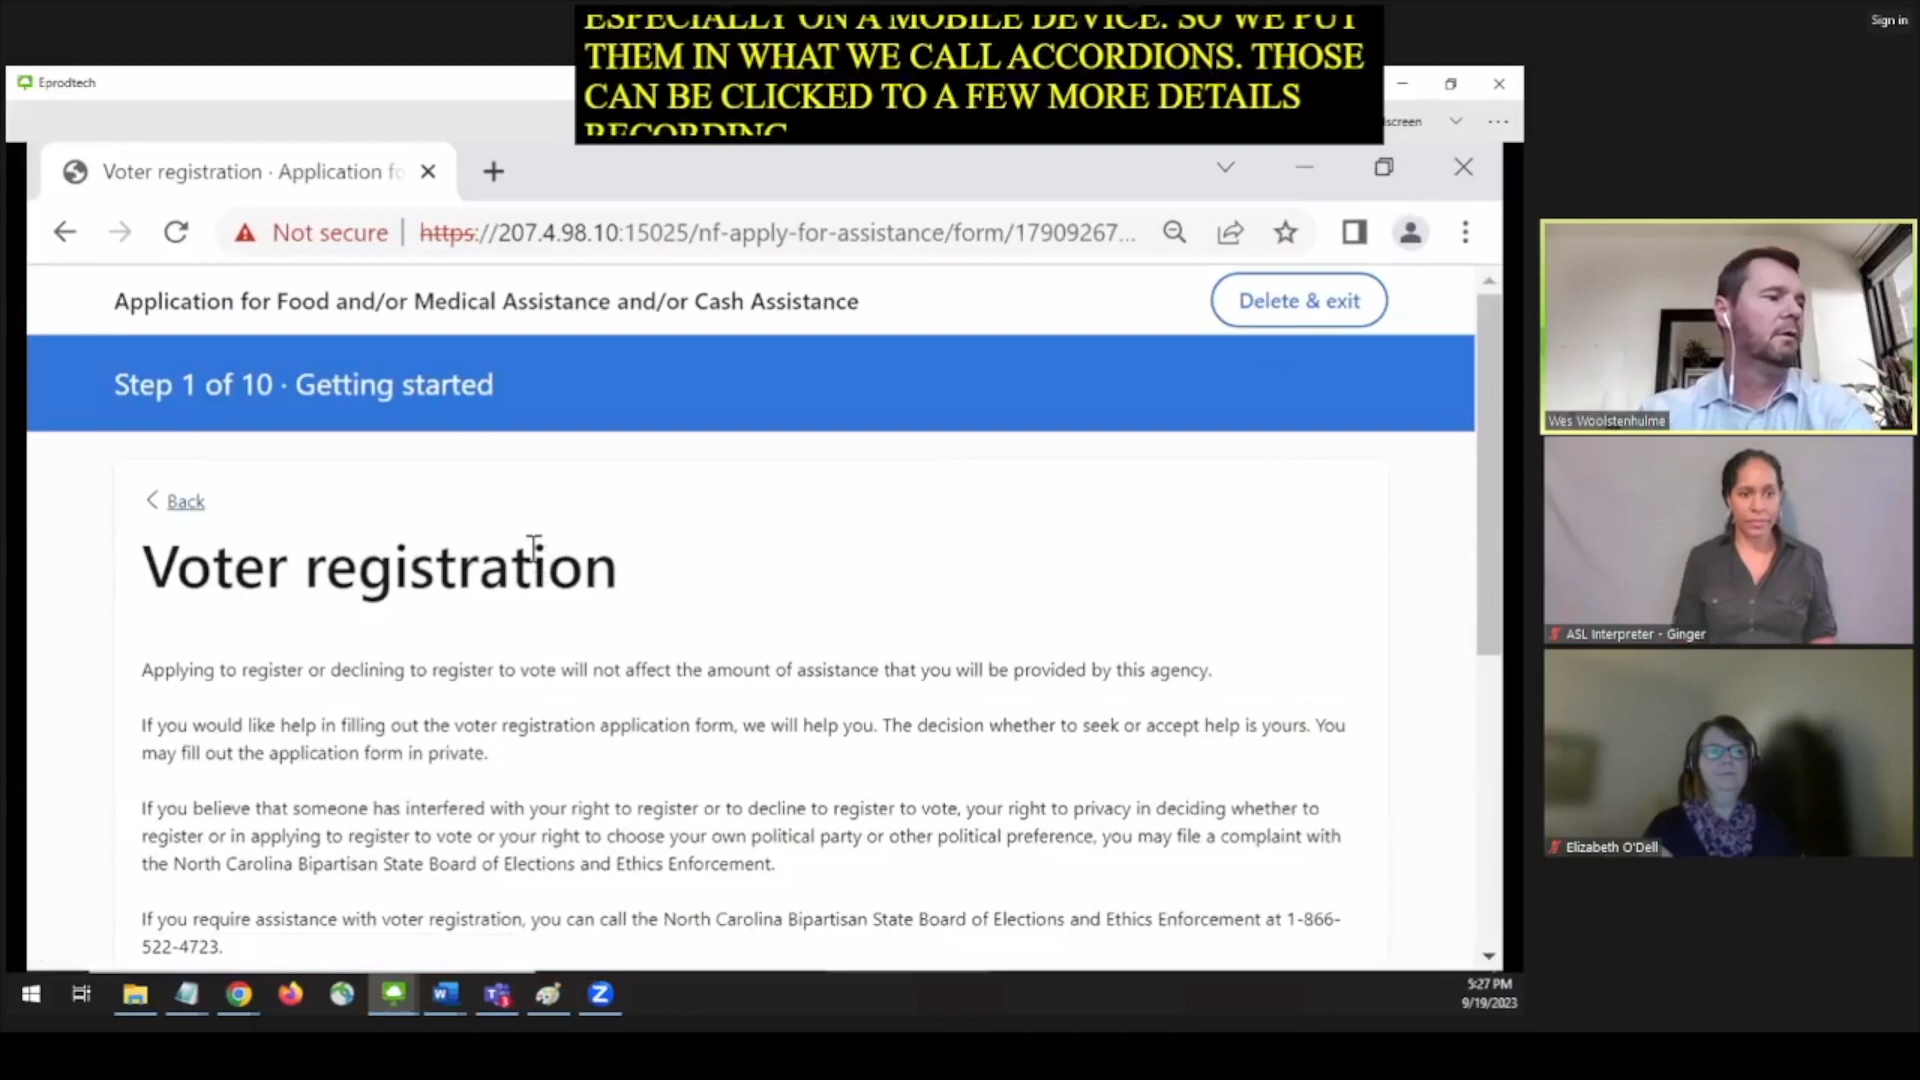 ESPECIALLY ON A MOBILE DEVICE. SO WE PUT
THEM IN WHAT WE CALL ACCORDIONS. THOSE
CAN BE CLICKED TO A FEW MORE DETAILS
RECORDING
Sign in
Eprodtech
Voter registration · Application fo
Not secure | https://207.4.98.10:15025/nf-apply-for-assistance/form/17909267...
Application for Food and/or Medical Assistance and/or Cash Assistance
Delete & exit
Step 1 of 10 · Getting started
Back
Voter registration
Applying to register or declining to register to vote will not affect the amount of assistance that you will be provided by this agency.
If you would like help in filling out the voter registration application form, we will help you. The decision whether to seek or accept help is yours. You
may fill out the application form in private.
If you believe that someone has interfered with your right to register or to decline to register to vote, your right to privacy in deciding whether to
register or in applying to register to vote or your right to choose your own political party or other political preference, you may file a complaint with
the North Carolina Bipartisan State Board of Elections and Ethics Enforcement.
If you require assistance with voter registration, you can call the North Carolina Bipartisan State Board of Elections and Ethics Enforcement at 1-866-
522-4723.
5:27 PM
9/19/2023
Wes Woolstenhulme
ASL Interpreter - Ginger
Elizabeth O'Dell